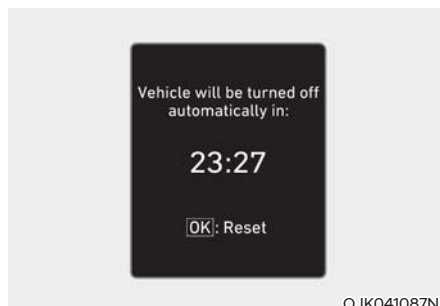 Vehicle will be turned off
automatically in:
23:27
OK: Reset
OJK041087N